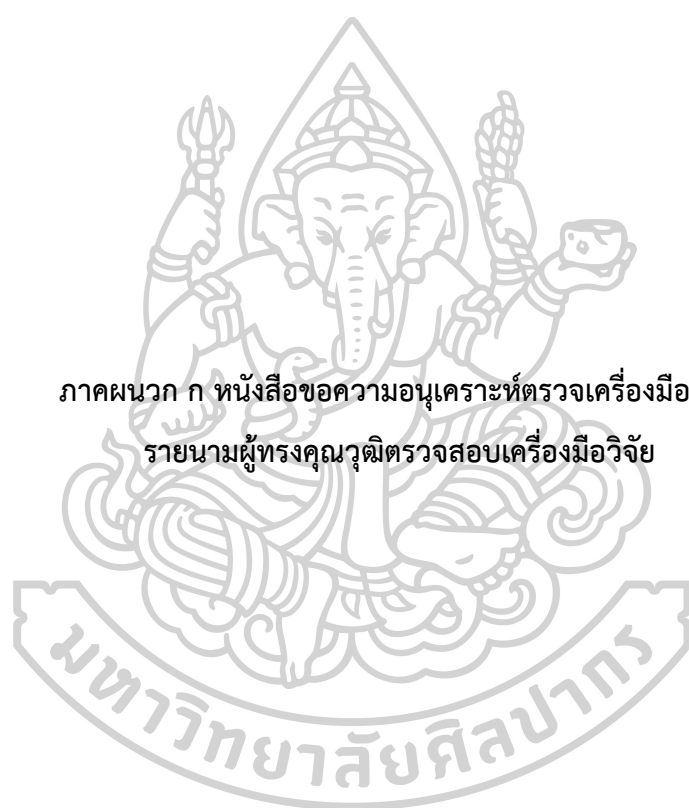 ภาคผนวก ก หนังสือขอความอนุเคราะห์ตรวจเครื่องมือ
รายนามผู้ทรงคุณวุฒิตรวจสอบเครื่องมือวิจัย
มหาวิทยาลัยศิลปากร